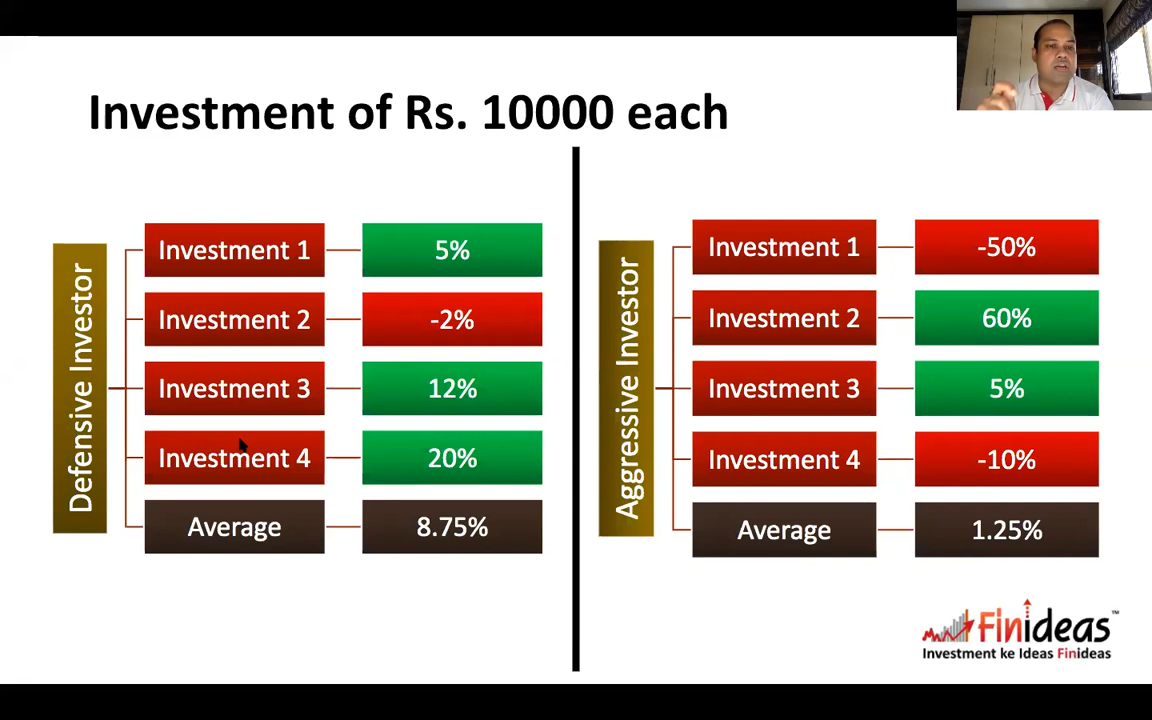 Investment of Rs. 10000 each
Defensive Investor
Investment 1
5%
Investment 2
-2%
Investment 3
12%
Investment 4
20%
Average
8.75%
Aggressive Investor
Investment 1
-50%
Investment 2
60%
Investment 3
5%
Investment 4
-10%
Average
1.25%
Finideas™
Investment ke Ideas Finideas